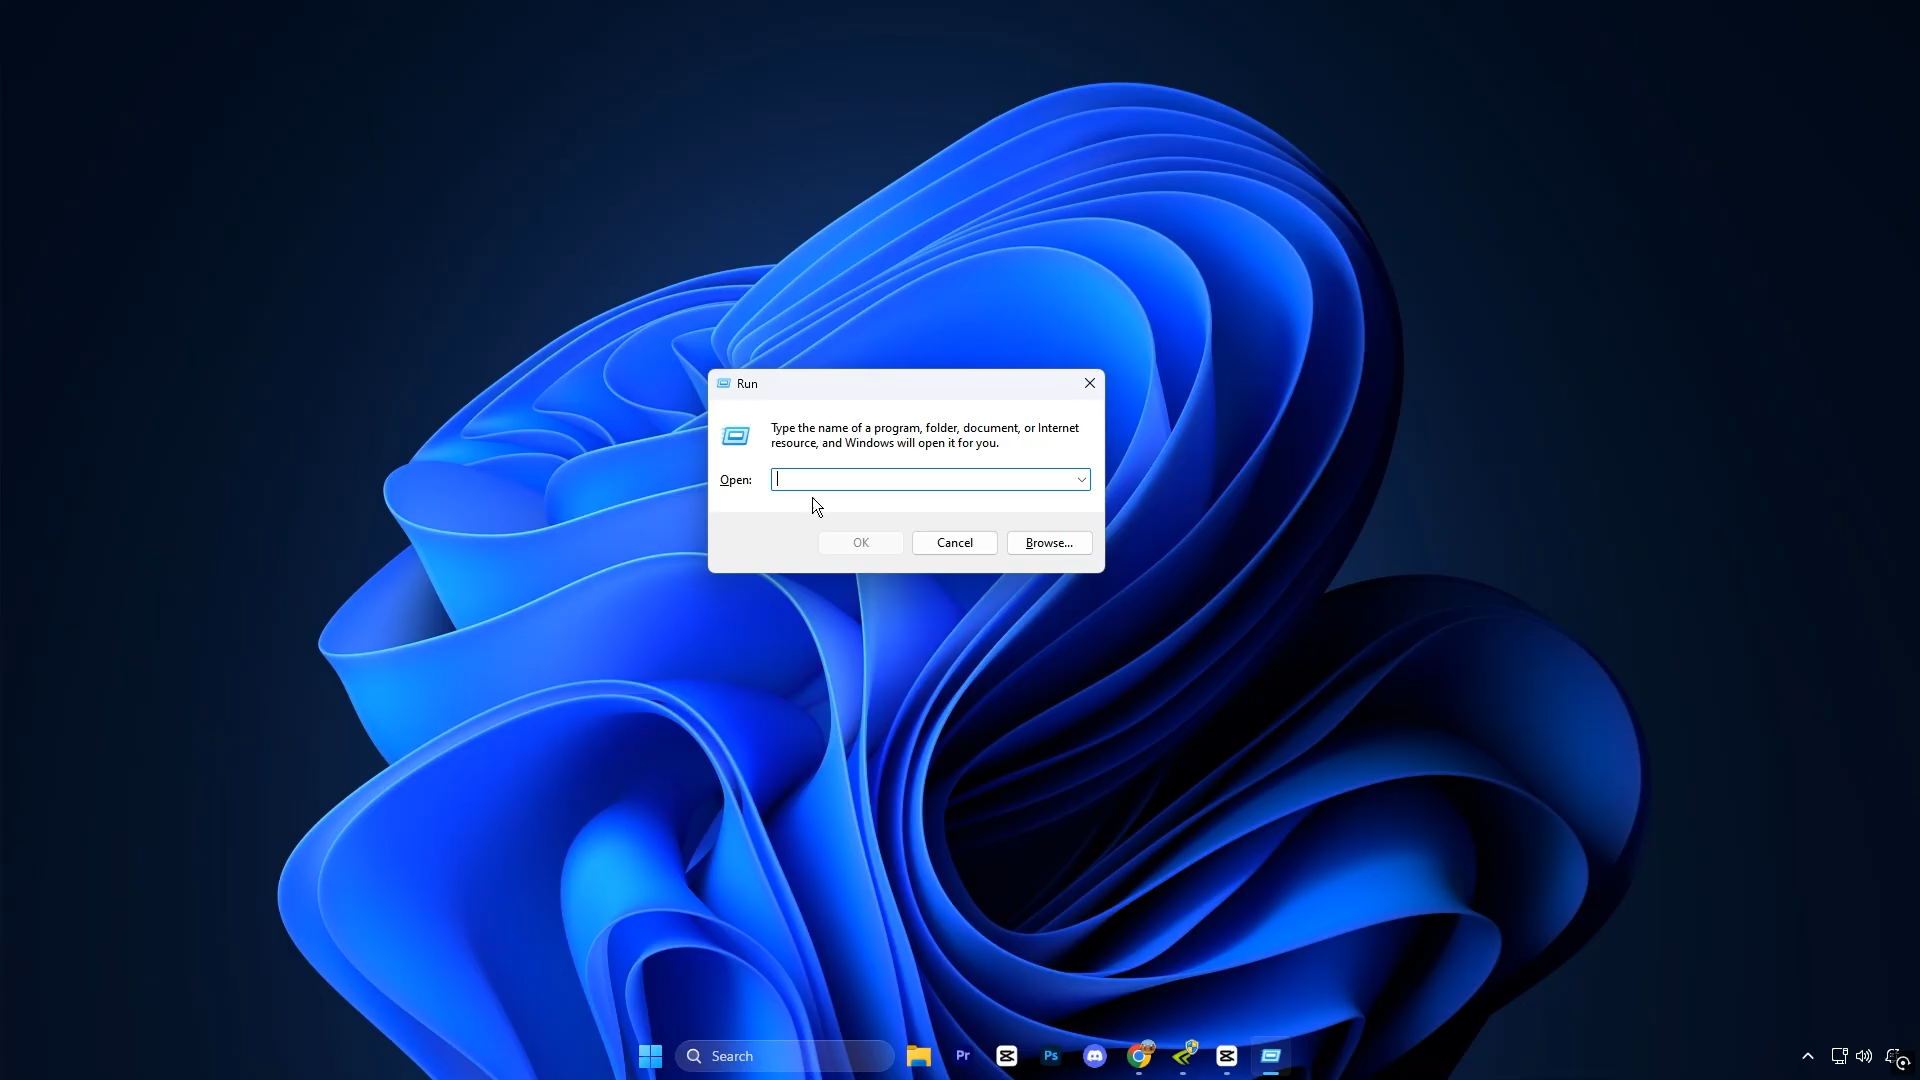 Run
Type the name of a program, folder, document, or Internet
resource, and Windows will open it for you.
Open:
OK
Cancel
Browse...
Search
Pr
Ps